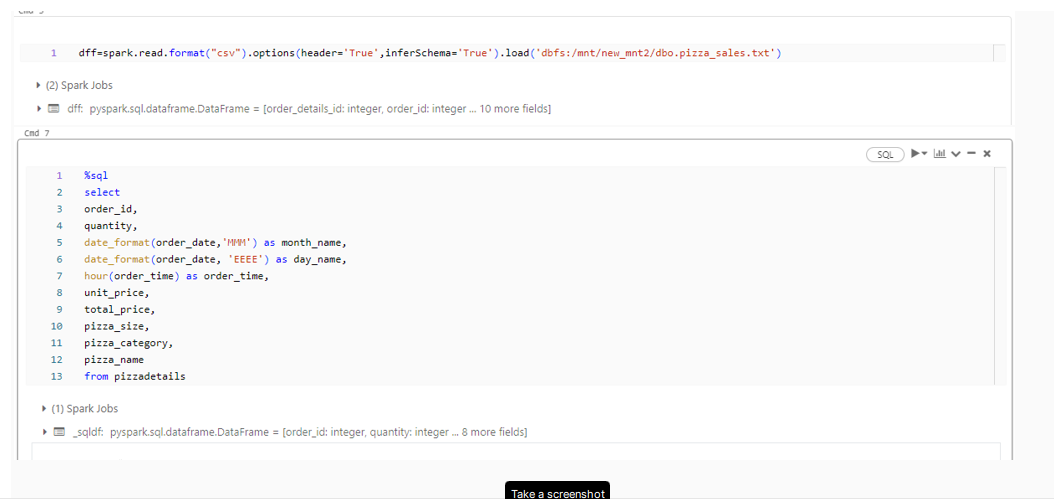 1 dff=spark.read.format("csv").options(header='True',inferSchema='True').load('dbfs:/mnt/new_mnt2/dbo.pizza_sales.txt')
(2) Spark Jobs
dff: pyspark.sql.dataframe.DataFrame = [order_details_id: integer, order_id: integer ... 10 more fields]
Cmd 7
SQL
1 %sql
2 select
3 order_id,
4 quantity,
5 date_format(order_date,'MMM') as month_name,
6 date_format(order_date, 'EEEE') as day_name,
7 hour(order_time) as order_time,
8 unit_price,
9 total_price,
10 pizza_size,
11 pizza_category,
12 pizza_name
13 from pizzadetails
(1) Spark Jobs
_sqldf: pyspark.sql.dataframe.DataFrame = [order_id: integer, quantity: integer ... 8 more fields]
Take a screenshot